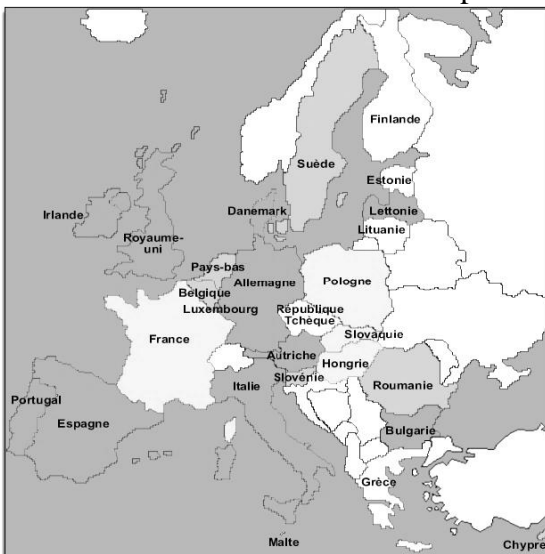 Finlande
Suède
Estonie
Irlande
Danemark
Lettonie
Royaume-
uni
Lituanie
Pays-bas
Allemagne
Pologne
Belgique
Luxembourg
République
Tchèque
France
Slovaquie
Autriche
Hongrie
Slovénie
Italie
Roumanie
Portugal
Espagne
Bulgarie
Grèce
Malte
Chypre